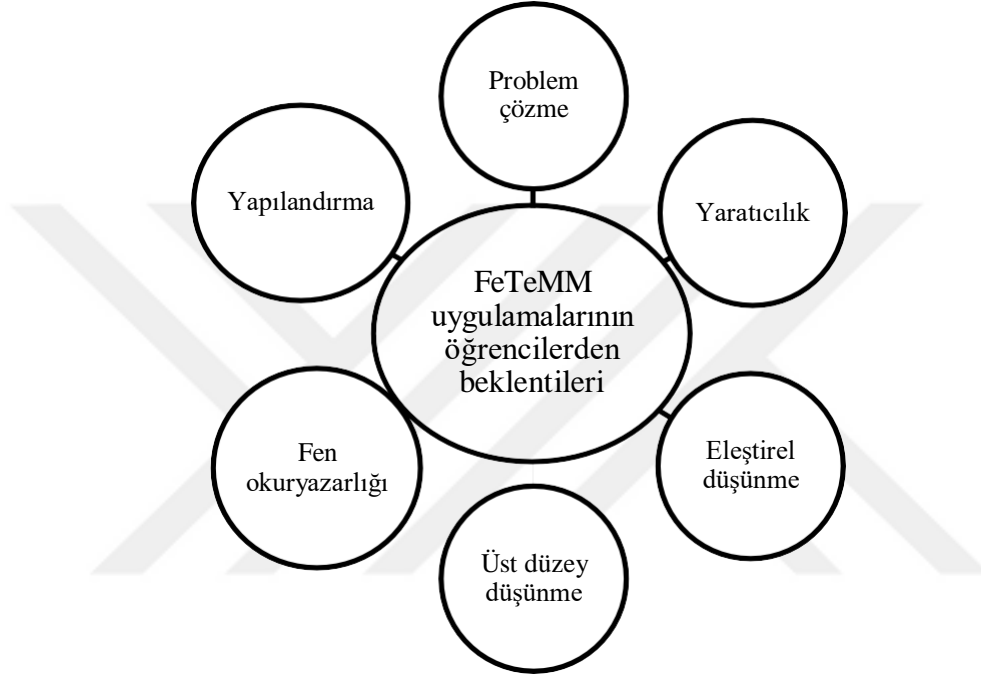 Problem
çözme
Yapılandırma
Yaratıcılık
FeTeMM
uygulamalarının
öğrencilerden
beklentileri
Fen
okuryazarlığı
Eleştirel
düşünme
Üst düzey
düşünme